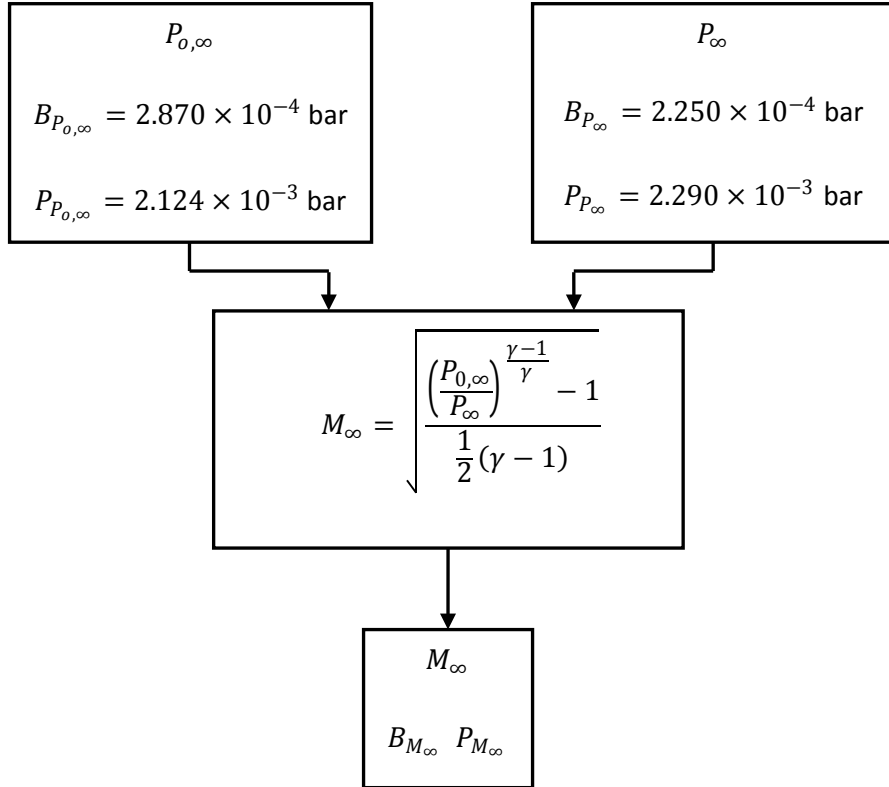 P_{o,∞}
B_{P_{o,∞}} = 2.870 × 10^{−4} bar
P_{P_{o,∞}} = 2.124 × 10^{−3} bar
P_∞
B_{P_∞} = 2.250 × 10^{−4} bar
P_{P_∞} = 2.290 × 10^{−3} bar
M_∞ = √(((P_{0,∞}/P_∞)^{(γ−1)/γ} − 1)/(½(γ − 1)))
M_∞
B_{M_∞} P_{M_∞}